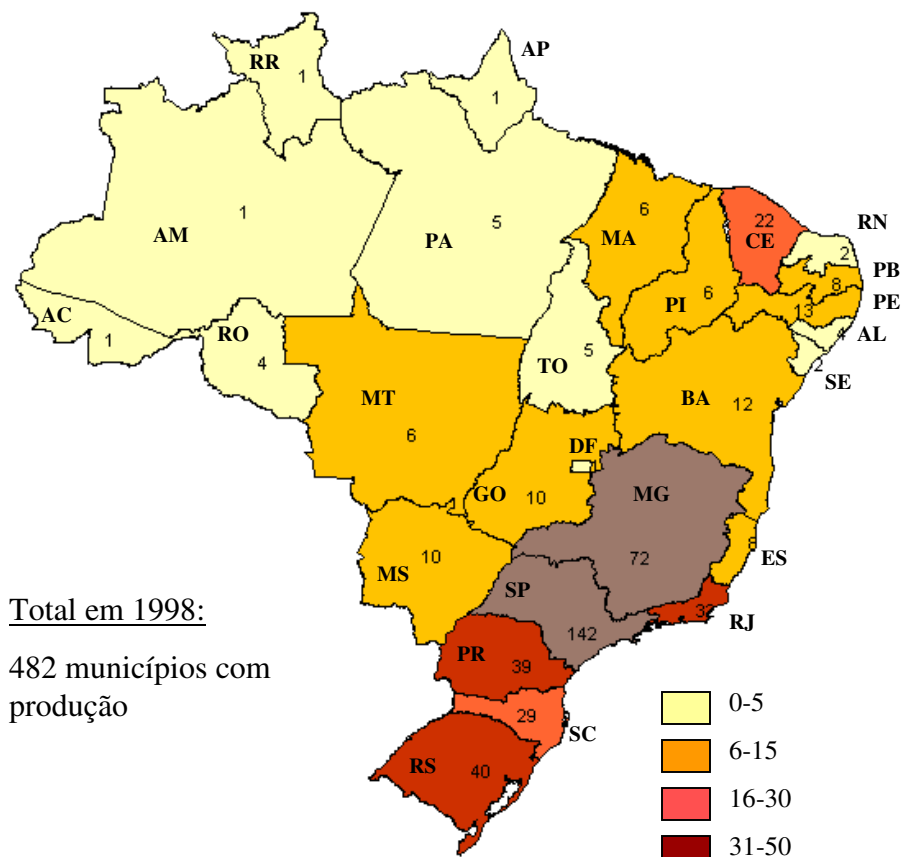 AP
RR
1
1
1
AM
5
PA
6
MA
22
CE
RN
2
PB
8
PE
13
AL
4
SE
2
6
PI
AC
1
RO
4
5
TO
MT
6
BA
12
DF
GO
10
MG
72
8
ES
10
MS
SP
142
RJ
PR
39
29
SC
RS
40
Total em 1998:
482 municípios com
produção
0-5
6-15
16-30
31-50